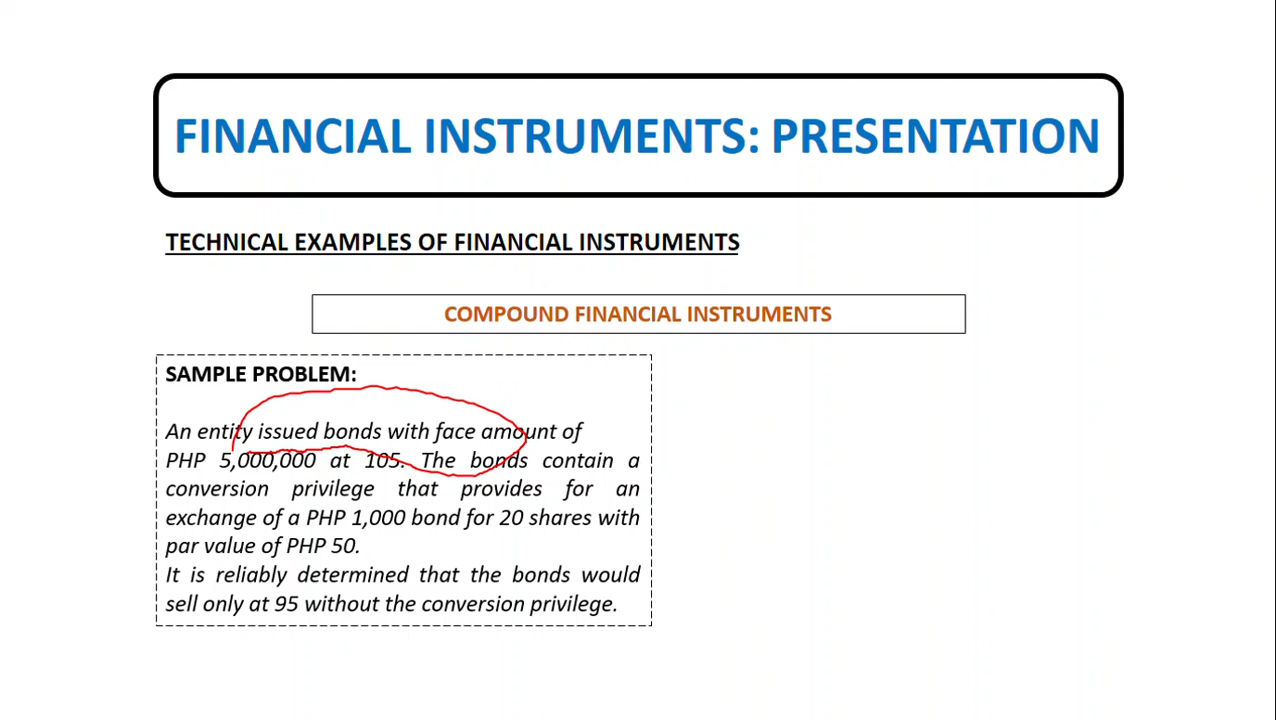 FINANCIAL INSTRUMENTS: PRESENTATION
TECHNICAL EXAMPLES OF FINANCIAL INSTRUMENTS
COMPOUND FINANCIAL INSTRUMENTS
SAMPLE PROBLEM:
An entity issued bonds with face amount of
PHP 5,000,000 at 105. The bonds contain a
conversion privilege that provides for an
exchange of a PHP 1,000 bond for 20 shares with
par value of PHP 50.
It is reliably determined that the bonds would
sell only at 95 without the conversion privilege.